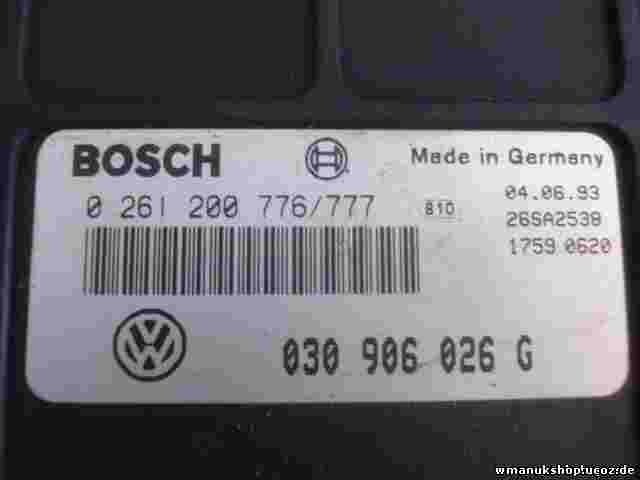 BOSCH
Made in Germany
0 261 200 776/777
810
04.06.93
26SA2538
1759 0620
030 906 026 G
wmanukshop.ucoz.de